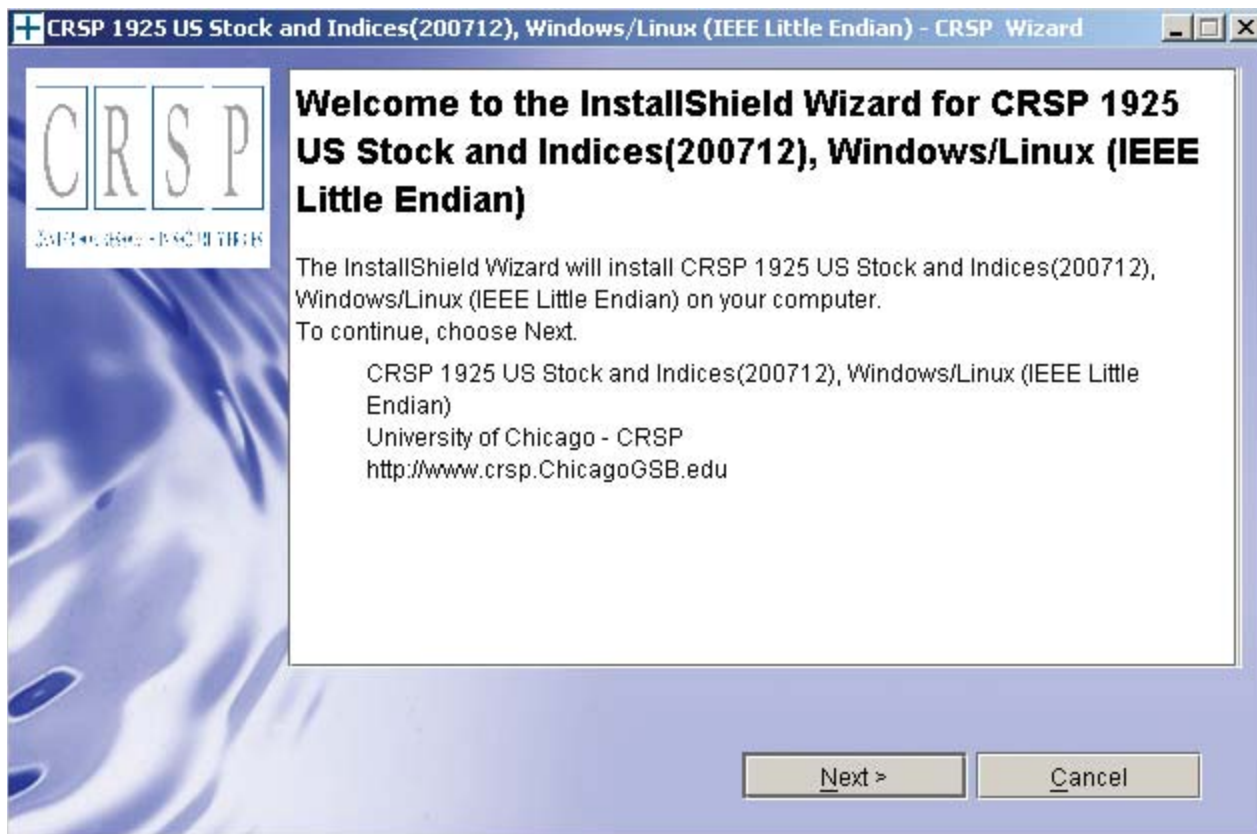 CRSP 1925 US Stock and Indices(200712), Windows/Linux (IEEE Little Endian) - CRSP Wizard
CRSP
Welcome to the InstallShield Wizard for CRSP 1925
US Stock and Indices(200712), Windows/Linux (IEEE
Little Endian)
The InstallShield Wizard will install CRSP 1925 US Stock and Indices(200712),
Windows/Linux (IEEE Little Endian) on your computer.
To continue, choose Next.
CRSP 1925 US Stock and Indices(200712), Windows/Linux (IEEE Little
Endian)
University of Chicago - CRSP
http://www.crsp.ChicagoGSB.edu
Next >
Cancel